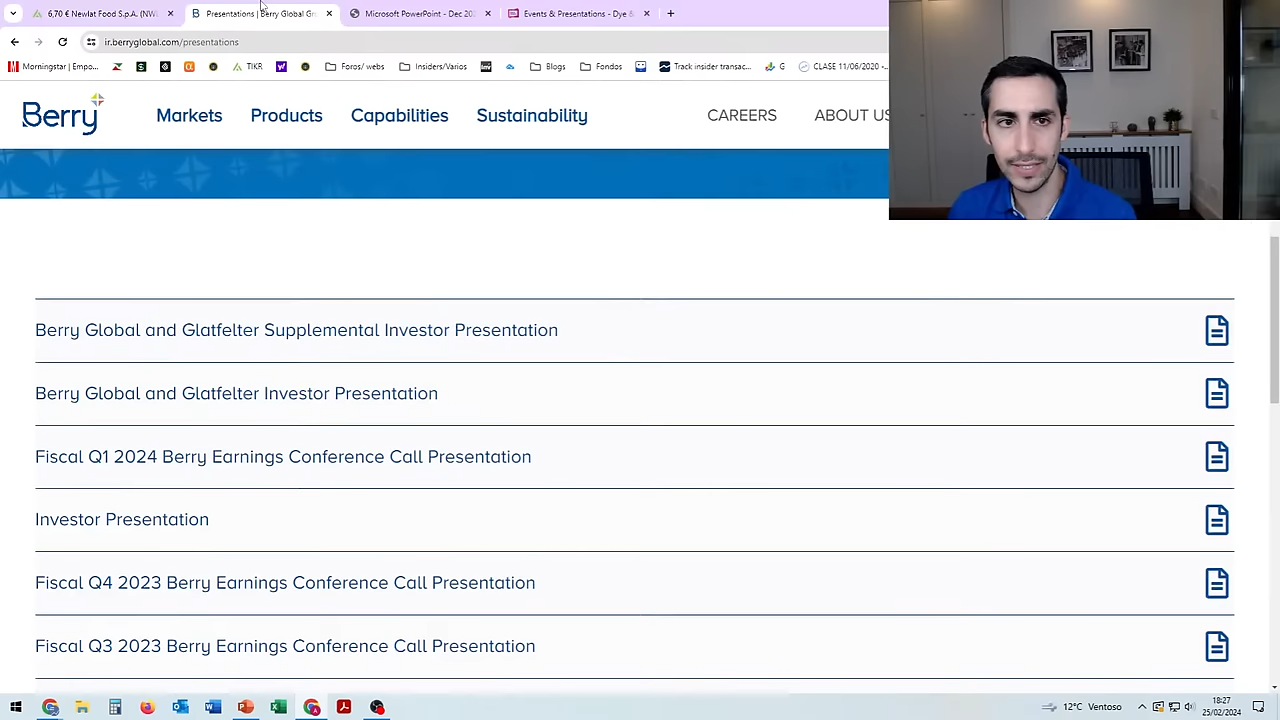 6,70 € Newlat Food S.p.A. (NWL
Presentations | Berry Global Gro
Microsoft PowerPoint - Dec 202
Events & Presentations - Dye &
ir.berryglobal.com/presentations
Morningstar | Empo...
TIKR
Foros/
Insiders/Varios
Blogs
Fondos
Track insider transac...
G
CLASE 11/06/2020 -...
Berry
Markets
Products
Capabilities
Sustainability
CAREERS
ABOUT US
Berry Global and Glatfelter Supplemental Investor Presentation
Berry Global and Glatfelter Investor Presentation
Fiscal Q1 2024 Berry Earnings Conference Call Presentation
Investor Presentation
Fiscal Q4 2023 Berry Earnings Conference Call Presentation
Fiscal Q3 2023 Berry Earnings Conference Call Presentation
12°C Ventoso
18:27
25/02/2024